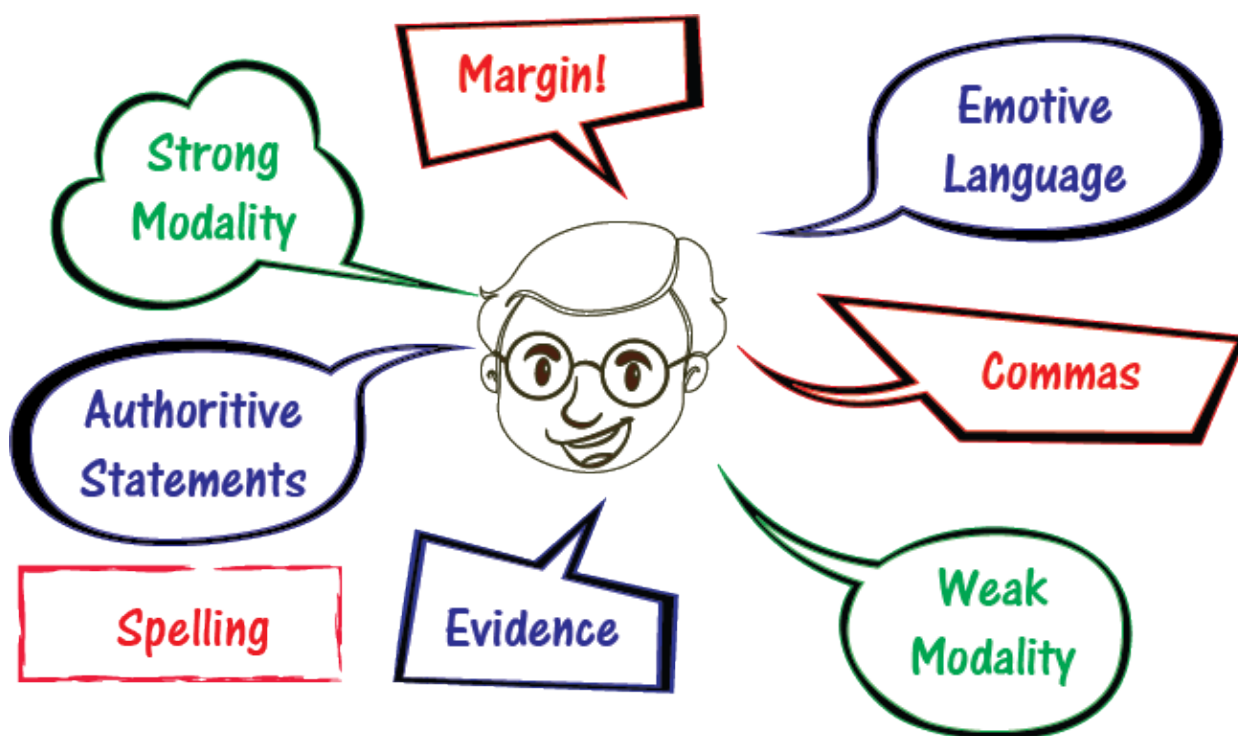 Margin!
Emotive
Language
Strong
Modality
Commas
Authoritive
Statements
Weak
Modality
Evidence
Spelling